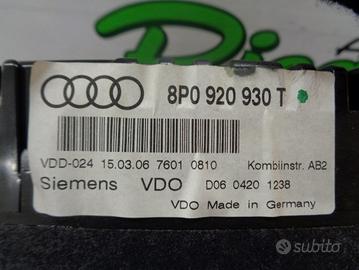 8P0 920 930 T
VDD-024 15.03.06 7601 0810 Kombiinstr. AB2
Siemens VDO D06 0420 1238
VDO Made in Germany
subito